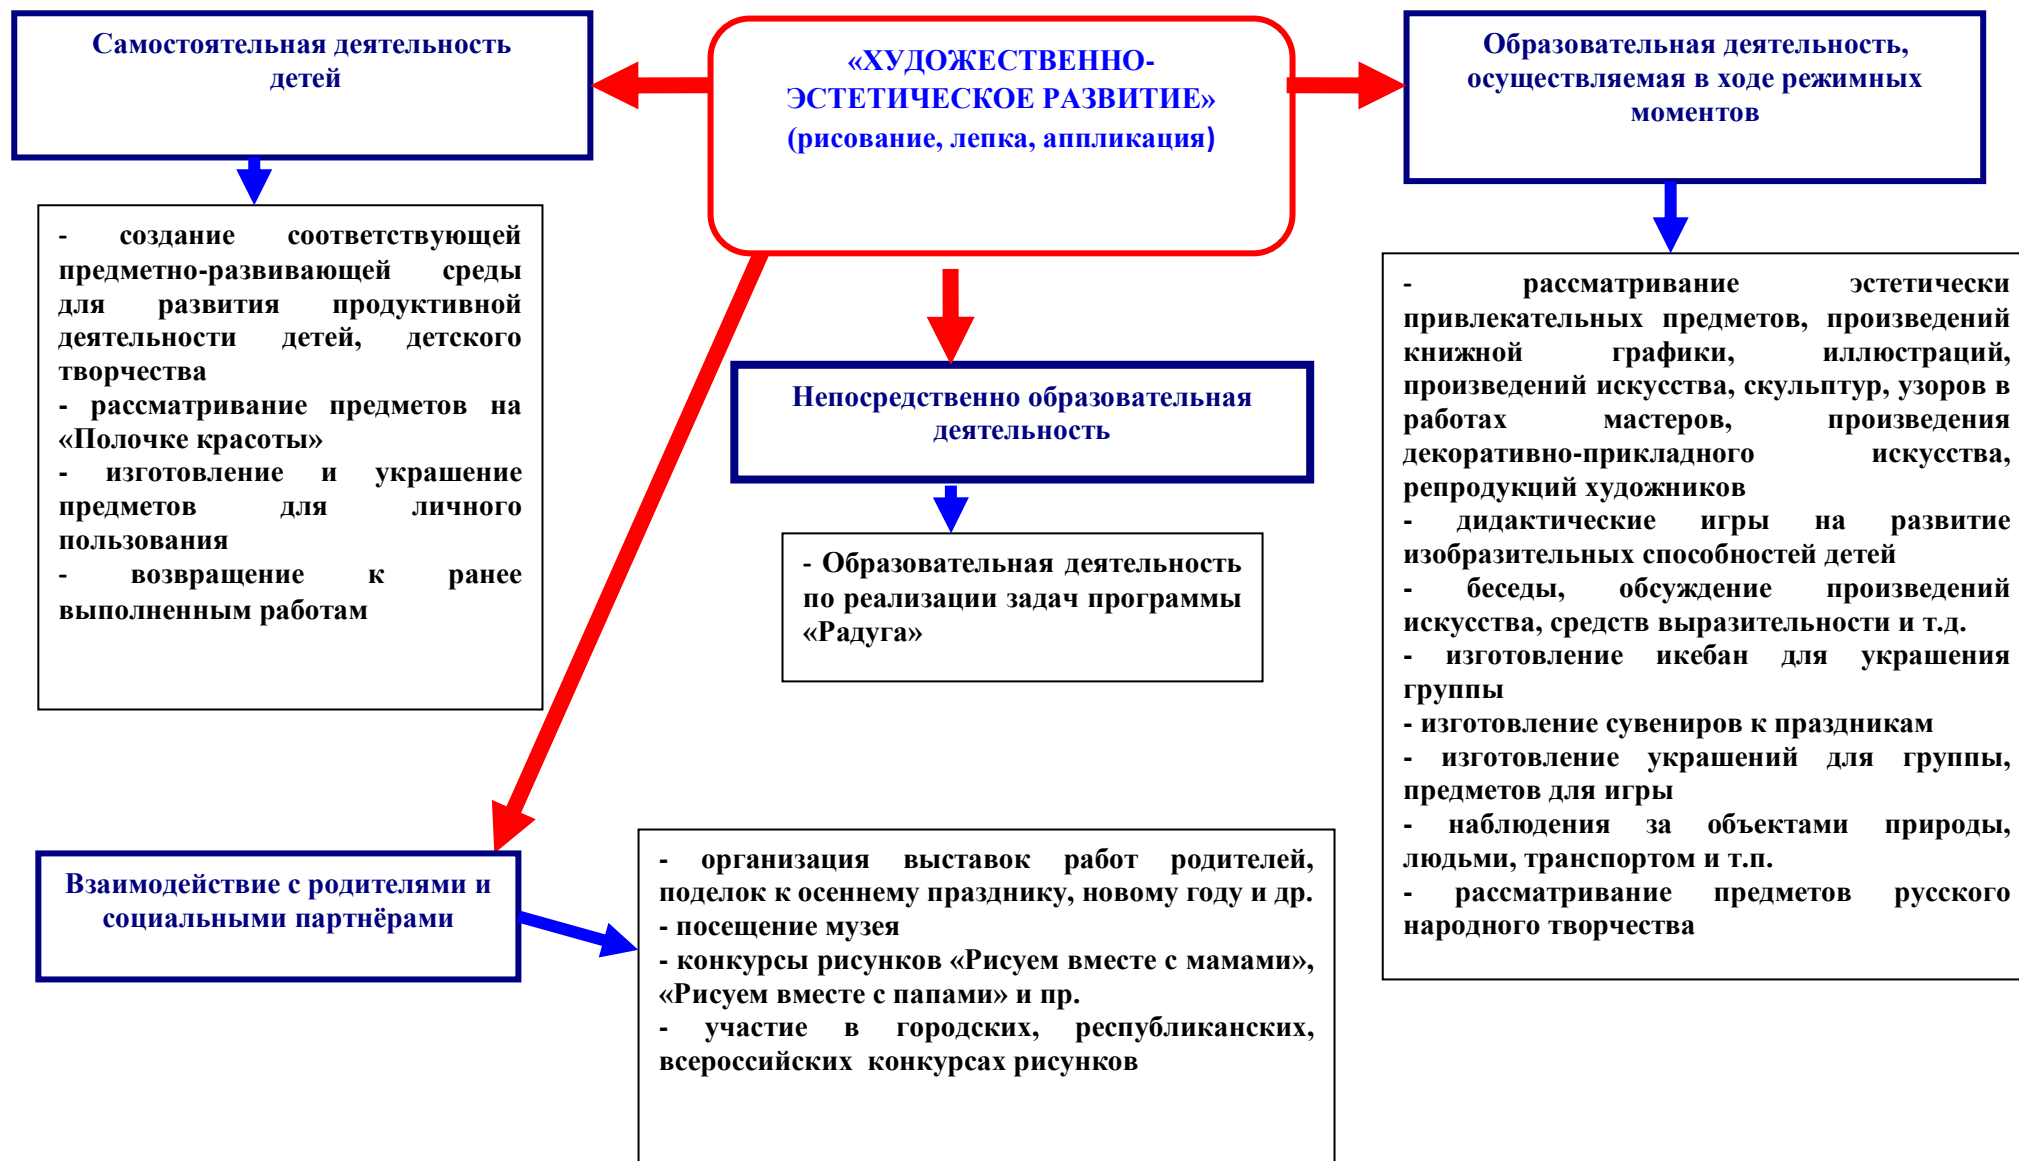 Самостоятельная деятельность
детей
«ХУДОЖЕСТВЕННО-
ЭСТЕТИЧЕСКОЕ РАЗВИТИЕ»
(рисование, лепка, аппликация)
Образовательная деятельность,
осуществляемая в ходе режимных
моментов
- создание соответствующей
предметно-развивающей среды
для развития продуктивной
деятельности детей, детского
творчества
- рассматривание предметов на
«Полочке красоты»
- изготовление и украшение
предметов для личного
пользования
- возвращение к ранее
выполненным работам
Непосредственно образовательная
деятельность
- Образовательная деятельность
по реализации задач программы
«Радуга»
- рассматривание эстетически
привлекательных предметов, произведений
книжной графики, иллюстраций,
произведений искусства, скульптур, узоров в
работах мастеров, произведения
декоративно-прикладного искусства,
репродукций художников
- дидактические игры на развитие
изобразительных способностей детей
- беседы, обсуждение произведений
искусства, средств выразительности и т.д.
- изготовление икебан для украшения
группы
- изготовление сувениров к праздникам
- изготовление украшений для группы,
предметов для игры
- наблюдения за объектами природы,
людьми, транспортом и т.п.
- рассматривание предметов русского
народного творчества
Взаимодействие с родителями и
социальными партнёрами
- организация выставок работ родителей,
поделок к осеннему празднику, новому году и др.
- посещение музея
- конкурсы рисунков «Рисуем вместе с мамами»,
«Рисуем вместе с папами» и пр.
- участие в городских, республиканских,
всероссийских конкурсах рисунков